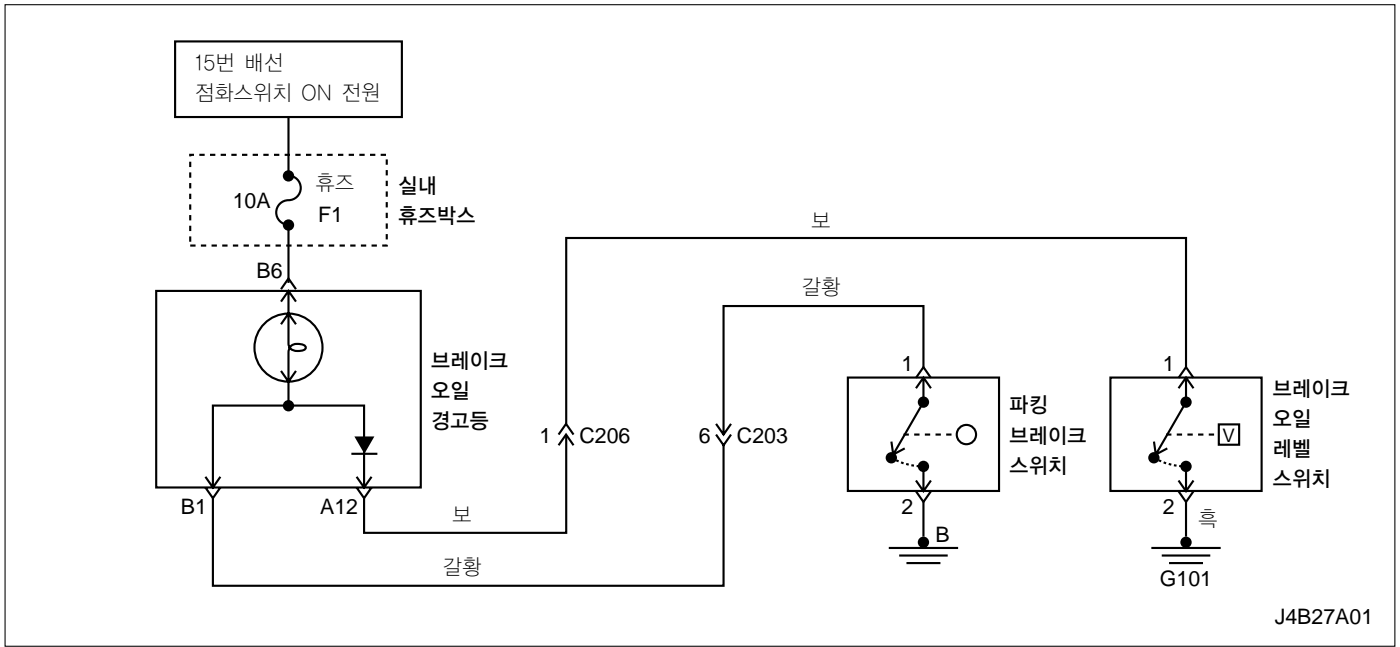 15번 배선
점화스위치 ON 전원
10A
휴즈
F1
실내
휴즈박스
B6
브레이크
오일
경고등
B1
A12
보
갈황
1
C206
6
C203
보
갈황
1
파킹
브레이크
스위치
2
B
1
V
브레이크
오일
레벨
스위치
2
흑
G101
J4B27A01